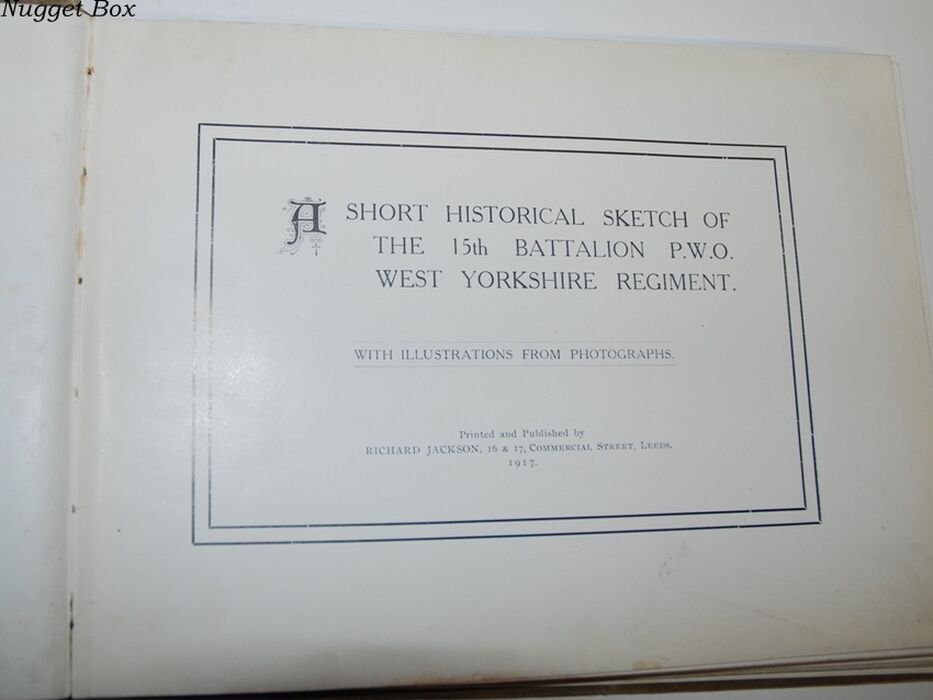 Nugget Box
A SHORT HISTORICAL SKETCH OF
THE 15th BATTALION P.W.O.
WEST YORKSHIRE REGIMENT.
WITH ILLUSTRATIONS FROM PHOTOGRAPHS.
Printed and Published by
RICHARD JACKSON, 16 & 17, COMMERCIAL STREET, LEEDS.
1917.